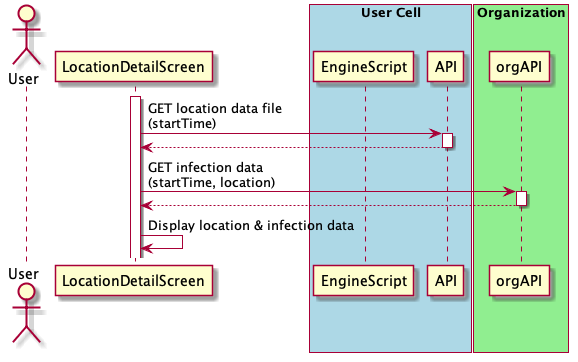 User Cell
Organization
User
LocationDetailScreen
EngineScript
API
orgAPI
GET location data file
(startTime)
GET infection data
(startTime, location)
Display location & infection data
User
LocationDetailScreen
EngineScript
API
orgAPI